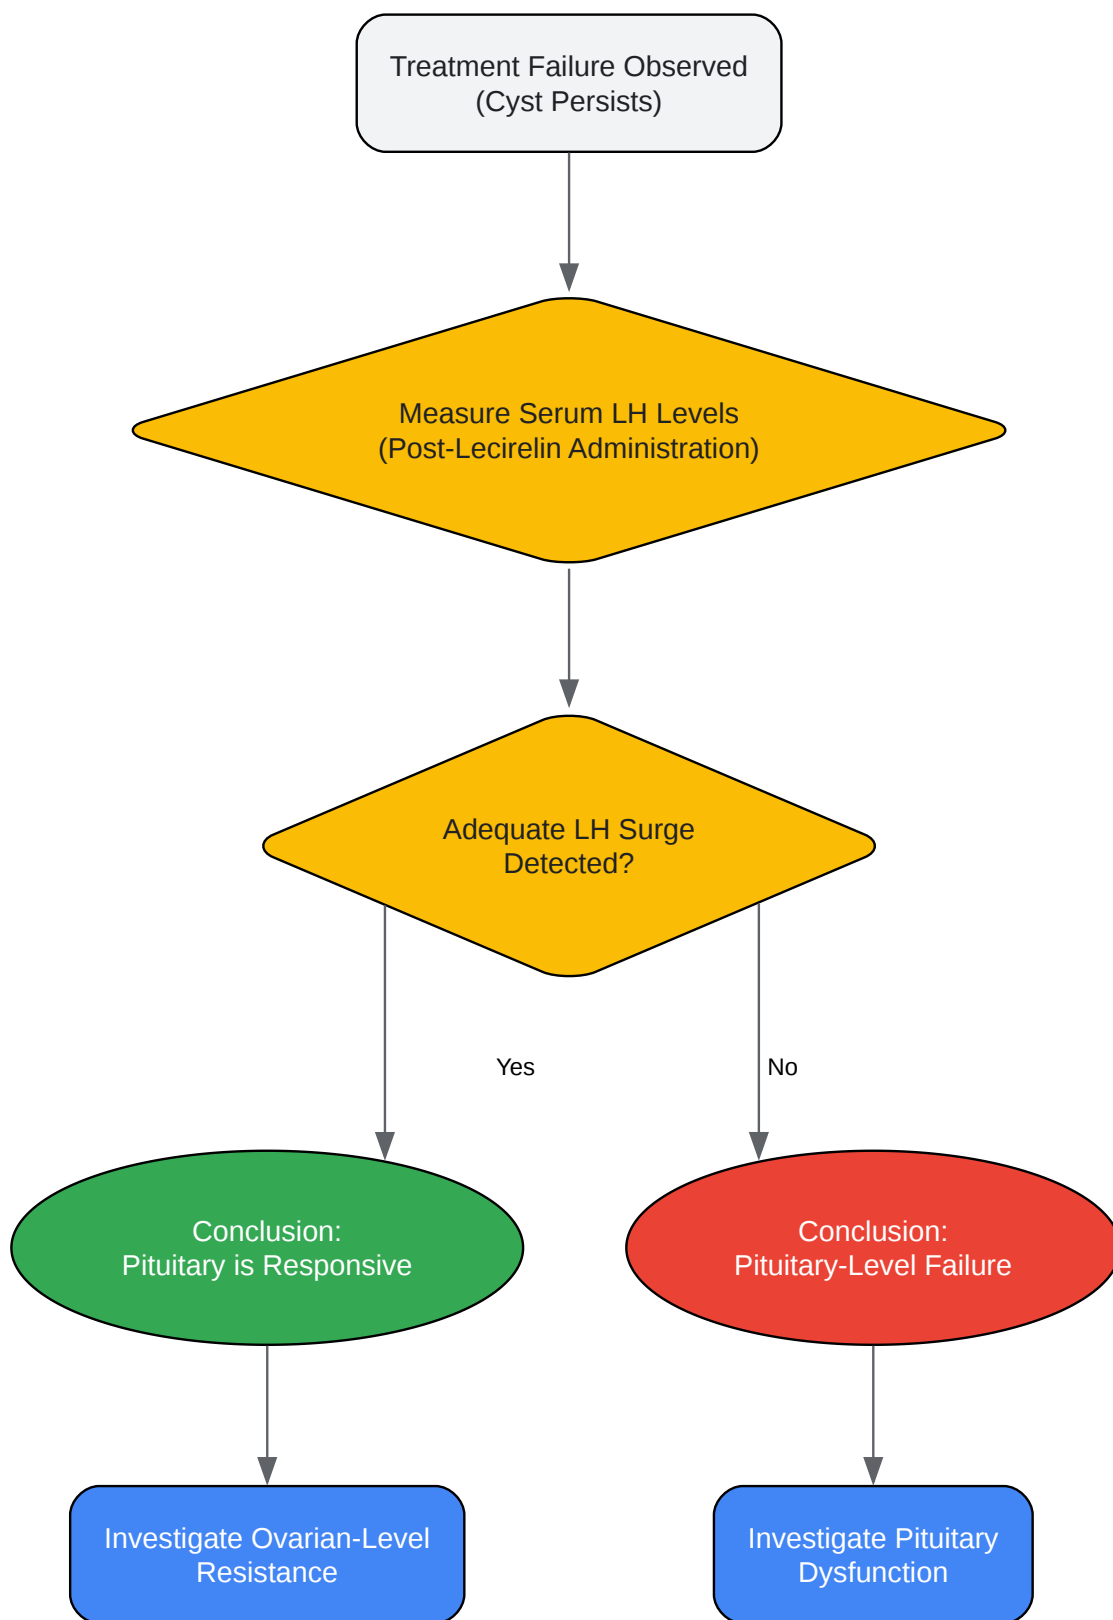 Treatment Failure Observed
(Cyst Persists)
Measure Serum LH Levels
(Post-Lecirelin Administration)
Adequate LH Surge
Detected?
Yes
No
Conclusion:
Pituitary is Responsive
Conclusion:
Pituitary-Level Failure
Investigate Ovarian-Level
Resistance
Investigate Pituitary
Dysfunction